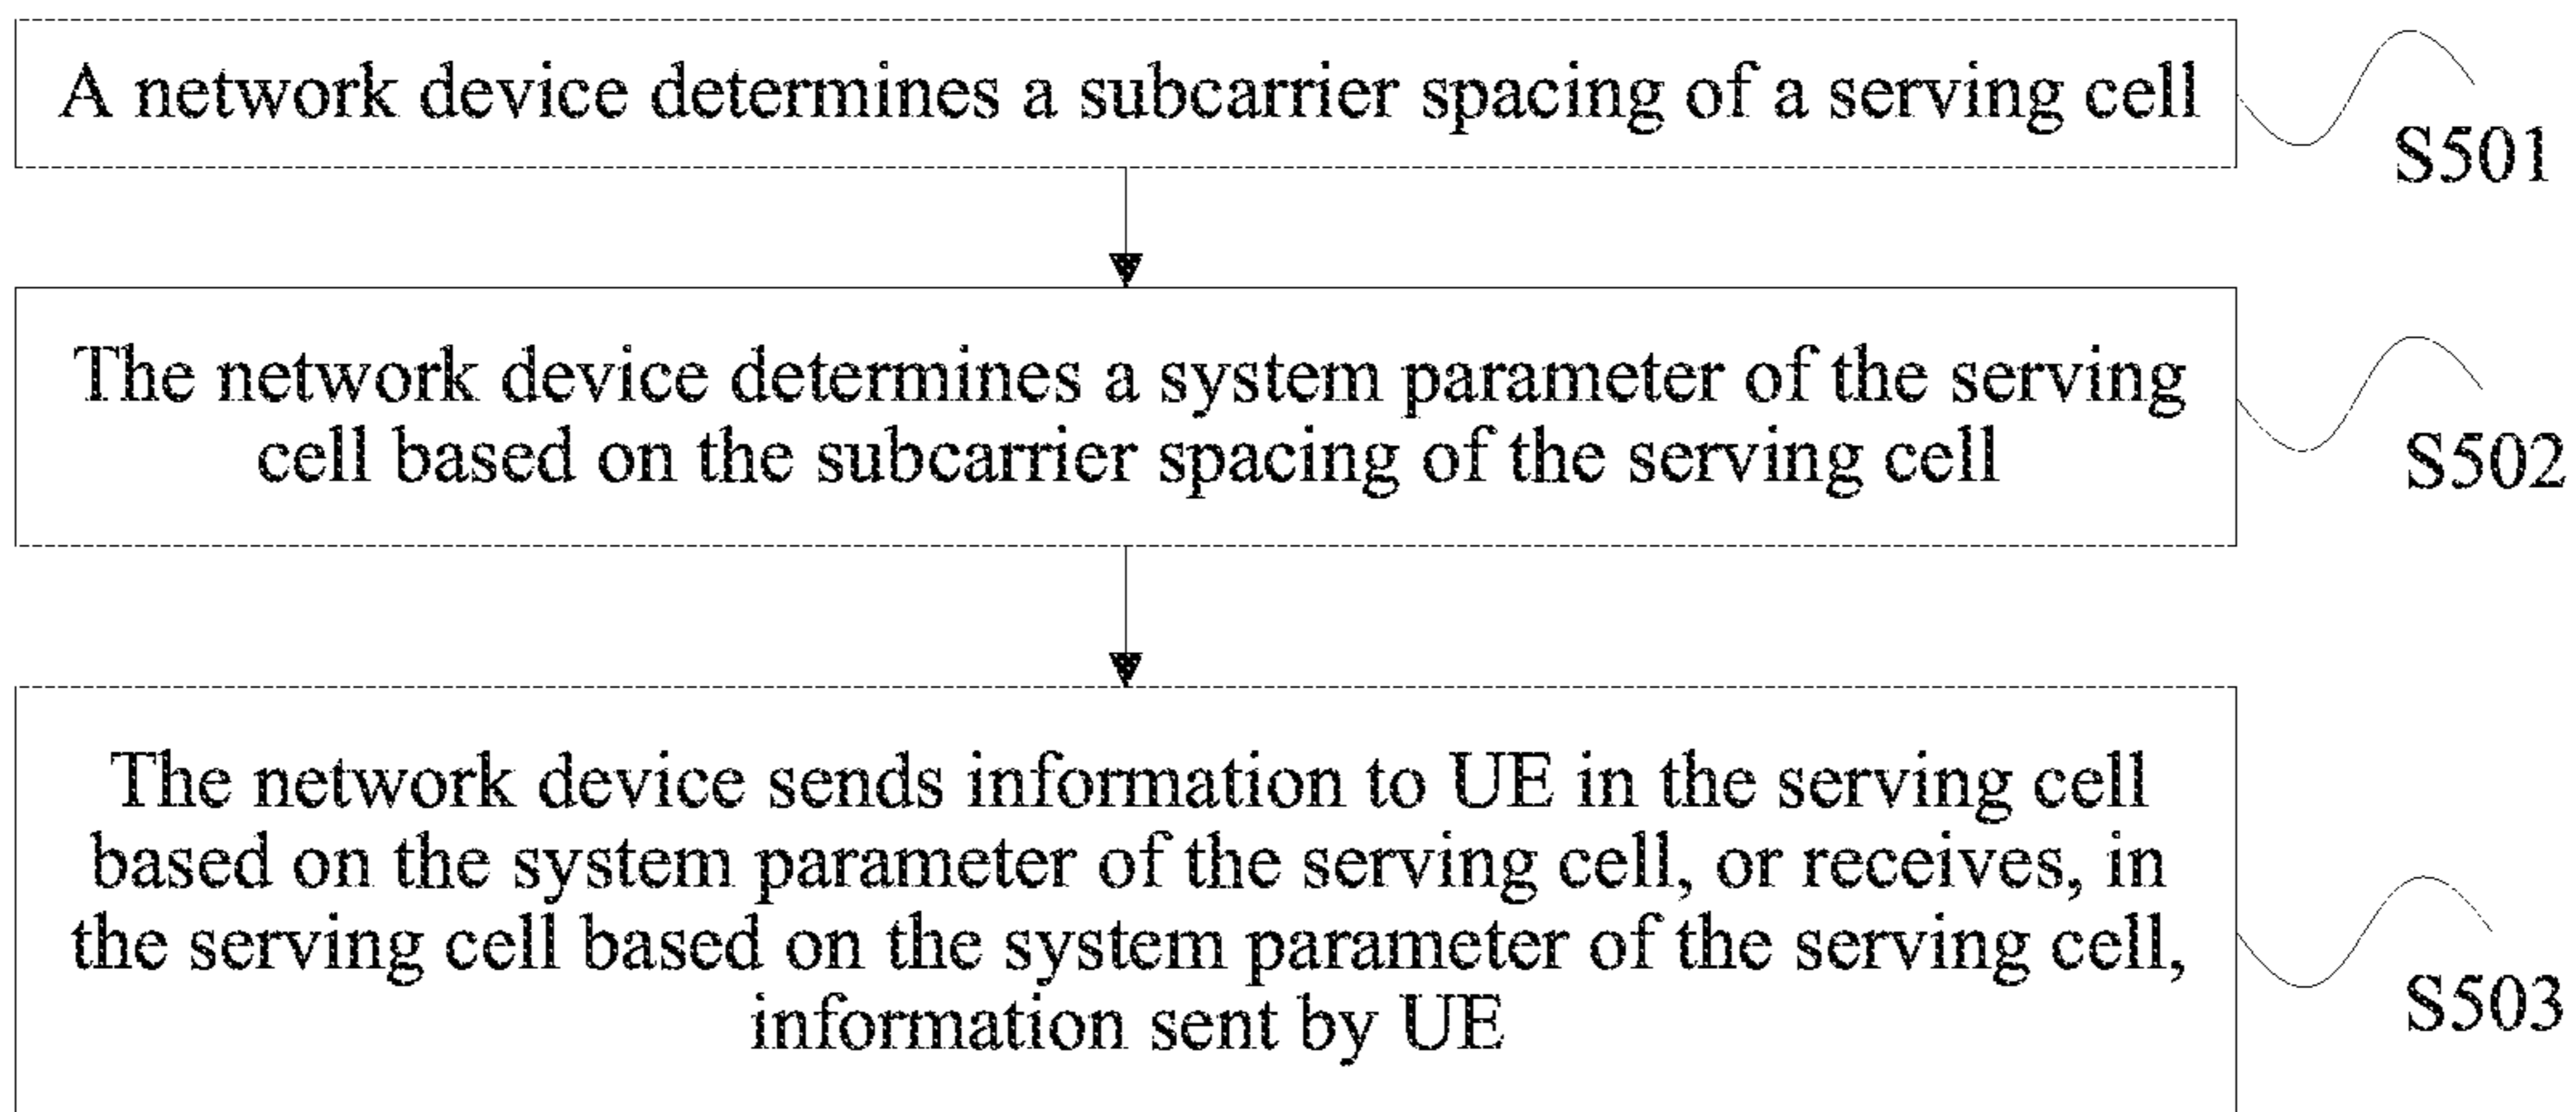 A network device determines a subcarrier spacing of a serving cell
S501
The network device determines a system parameter of the serving
cell based on the subcarrier spacing of the serving cell
S502
The network device sends information to UE in the serving cell
based on the system parameter of the serving cell, or receives, in
the serving cell based on the system parameter of the serving cell,
information sent by UE
S503